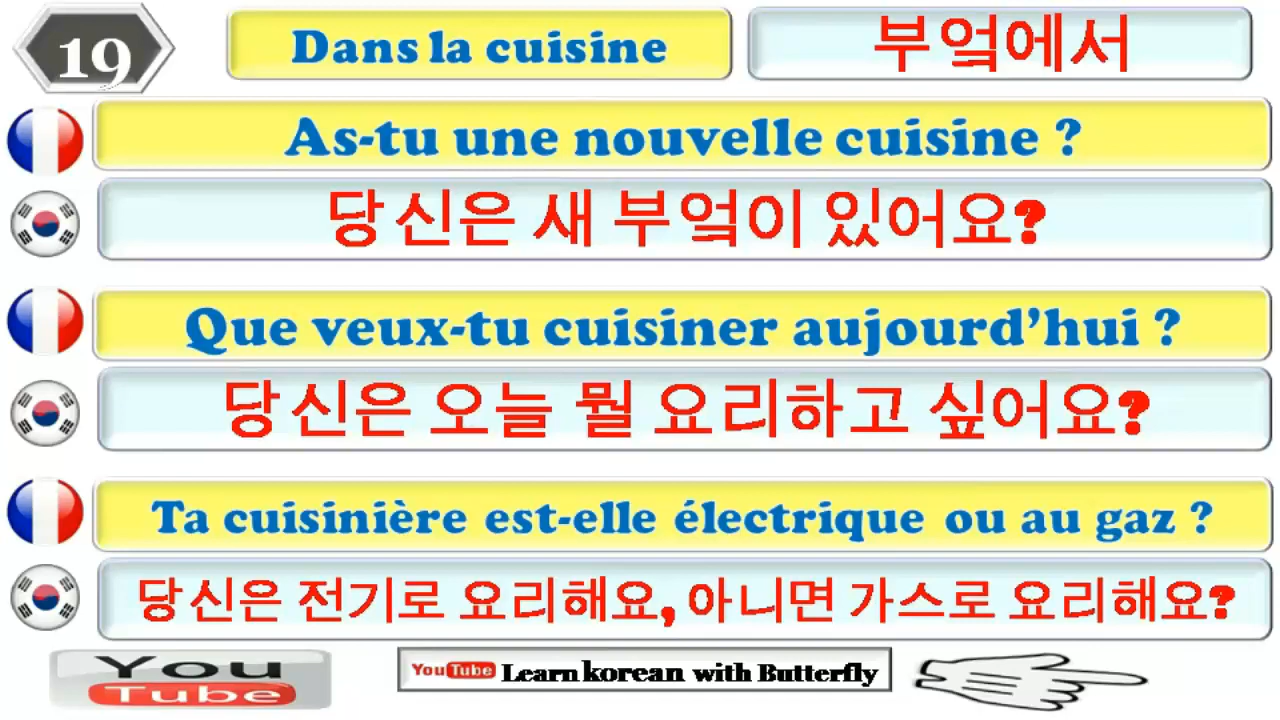 19
Dans la cuisine
부엌에서
As-tu une nouvelle cuisine ?
당신은 새 부엌이 있어요?
Que veux-tu cuisiner aujourd'hui ?
당신은 오늘 뭘 요리하고 싶어요?
Ta cuisinière est-elle électrique ou au gaz ?
당신은 전기로 요리해요, 아니면 가스로 요리해요?
You Tube
YouTube Learn korean with Butterfly